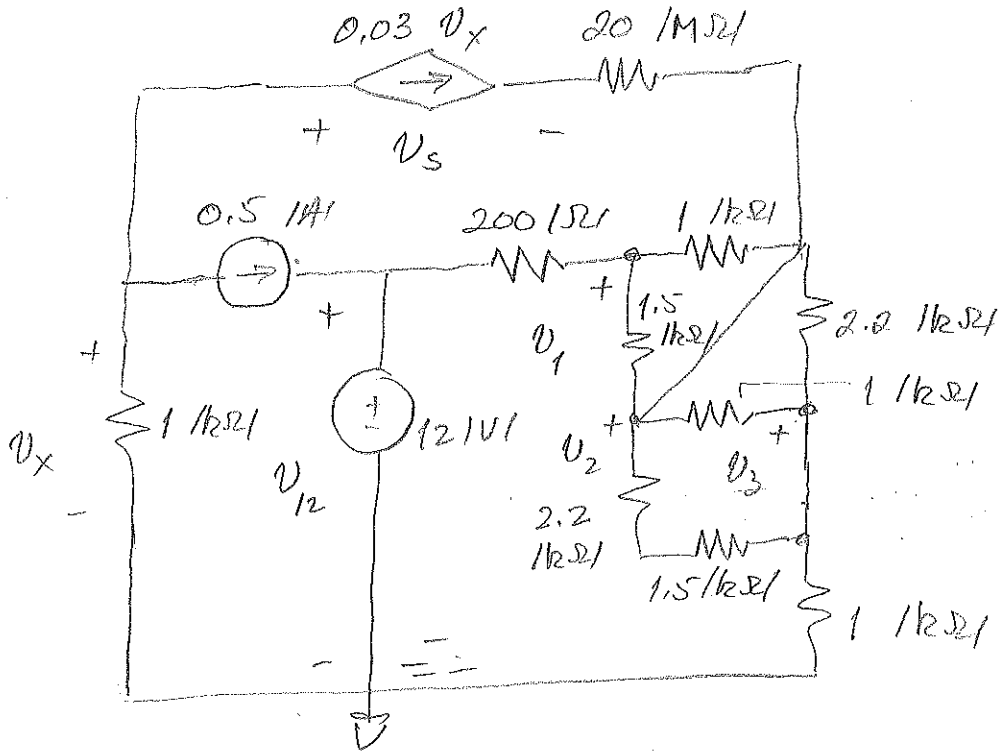 0.03 Vx
20 /MΩ/
+ Vs -
0.5 /A/
200 /Ω/
1 /kΩ/
+
+
1.5 /kΩ/
2.2 /kΩ/
V1
+
Vx
-
1 /kΩ/
±
12 /V/
V12
+
1 /kΩ/
+
V2
V3
2.2 /kΩ/
1.5 /kΩ/
1 /kΩ/
-